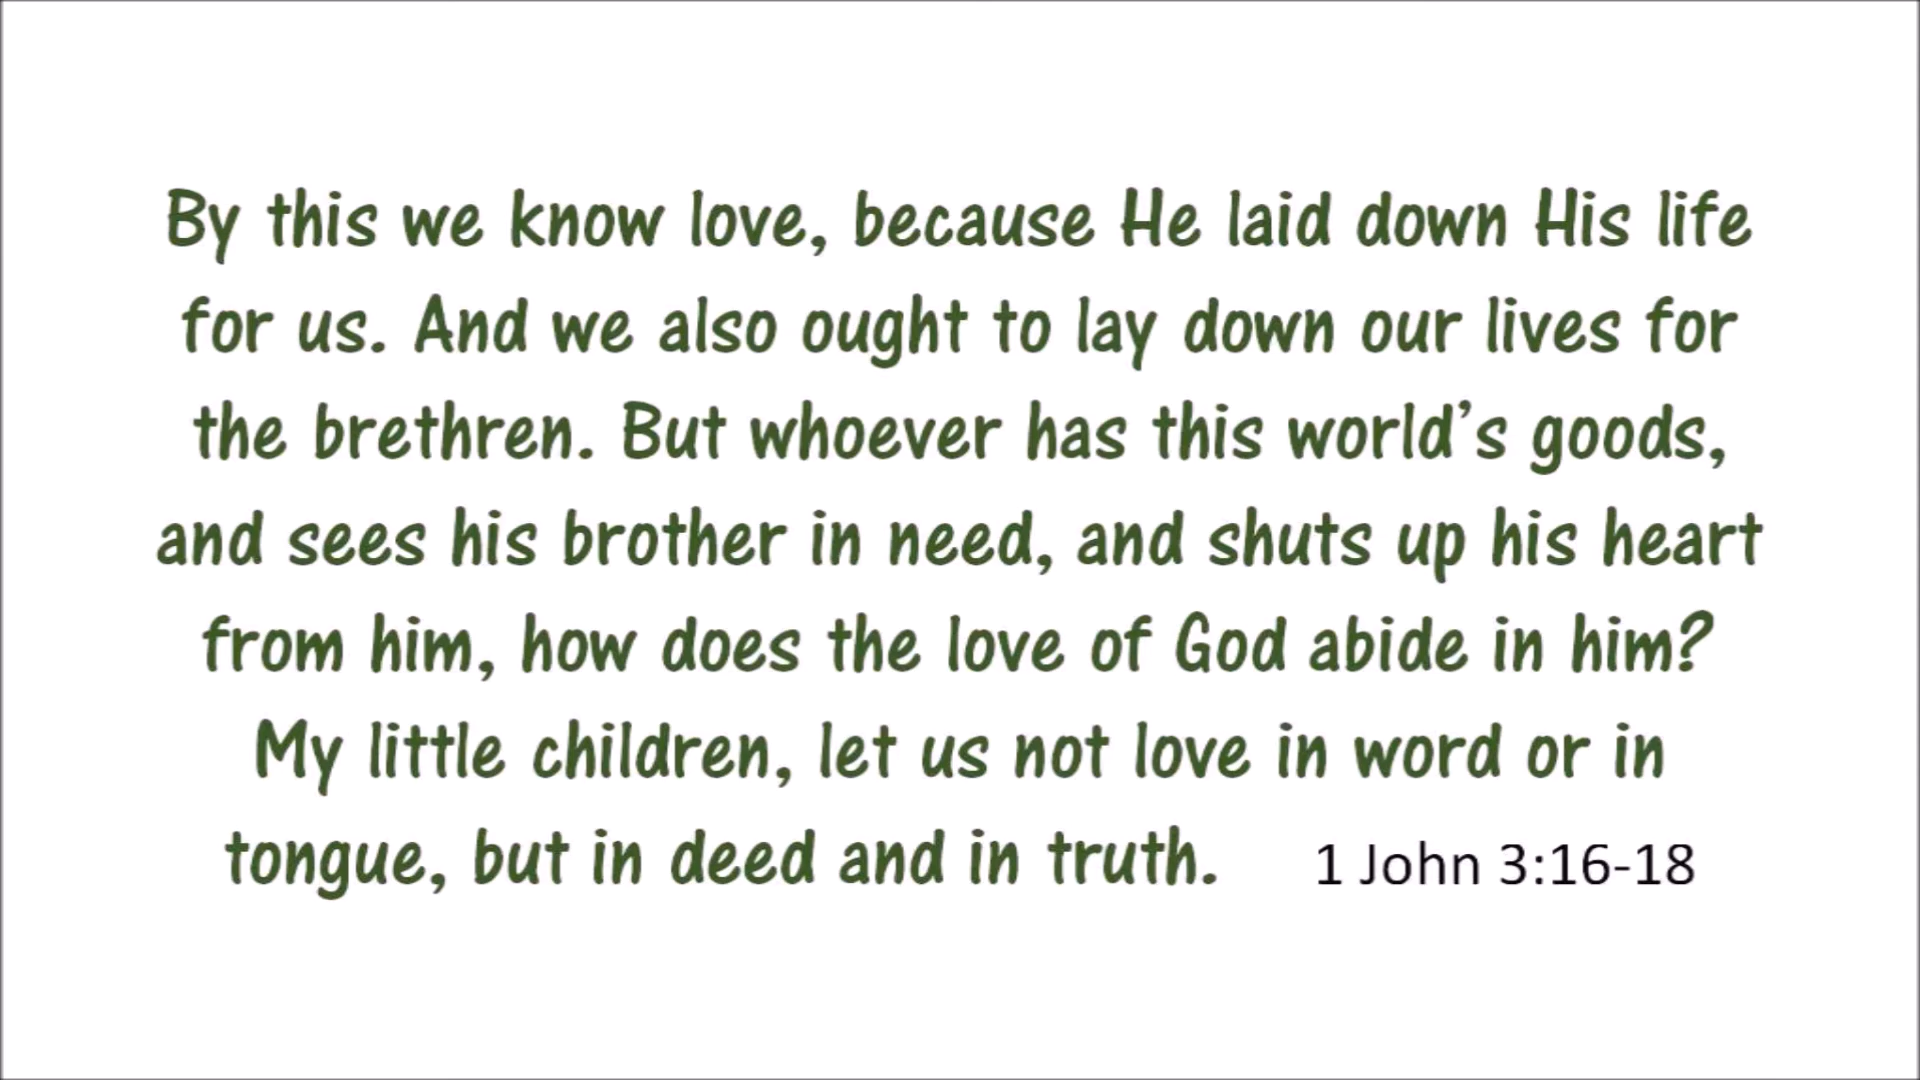 By this we know love, because He laid down His life
for us. And we also ought to lay down our lives for
the brethren. But whoever has this world’s goods,
and sees his brother in need, and shuts up his heart
from him, how does the love of God abide in him?
My little children, let us not love in word or in
tongue, but in deed and in truth. 1 John 3:16-18